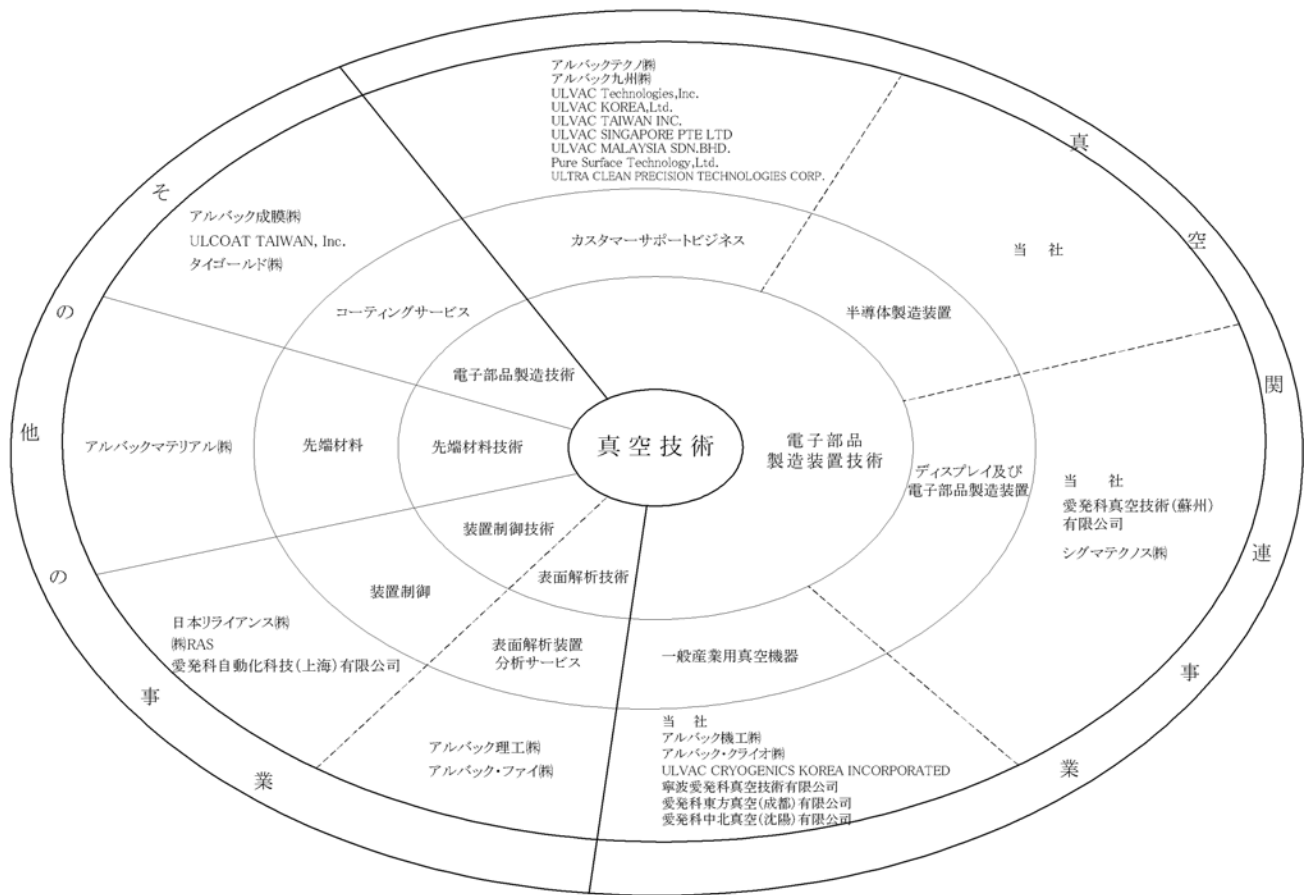 アルバックテクノ㈱
アルバック九州㈱
ULVAC Technologies,Inc.
ULVAC KOREA,Ltd.
ULVAC TAIWAN INC.
ULVAC SINGAPORE PTE LTD
ULVAC MALAYSIA SDN.BHD.
Pure Surface Technology,Ltd.
ULTRA CLEAN PRECISION TECHNOLOGIES CORP.
カスタマーサポートビジネス
真空関連事業
当　社
半導体製造装置
電子部品
製造装置技術
ディスプレイ及び
電子部品製造装置
当　社
愛発科真空技術(蘇州)
有限公司
シグマテクノス㈱
一般産業用真空機器
当　社
アルバック機工㈱
アルバック・クライオ㈱
ULVAC CRYOGENICS KOREA INCORPORATED
寧波愛発科真空技術有限公司
愛発科東方真空(成都)有限公司
愛発科中北真空(沈陽)有限公司
真空技術
その他の事業
アルバック成膜㈱
ULCOAT TAIWAN, Inc.
タイゴールド㈱
コーティングサービス
電子部品製造技術
アルバックマテリアル㈱
先端材料
先端材料技術
装置制御技術
装置制御
日本リライアンス㈱
㈱RAS
愛発科自動化科技(上海)有限公司
表面解析技術
表面解析装置
分析サービス
アルバック理工㈱
アルバック・ファイ㈱